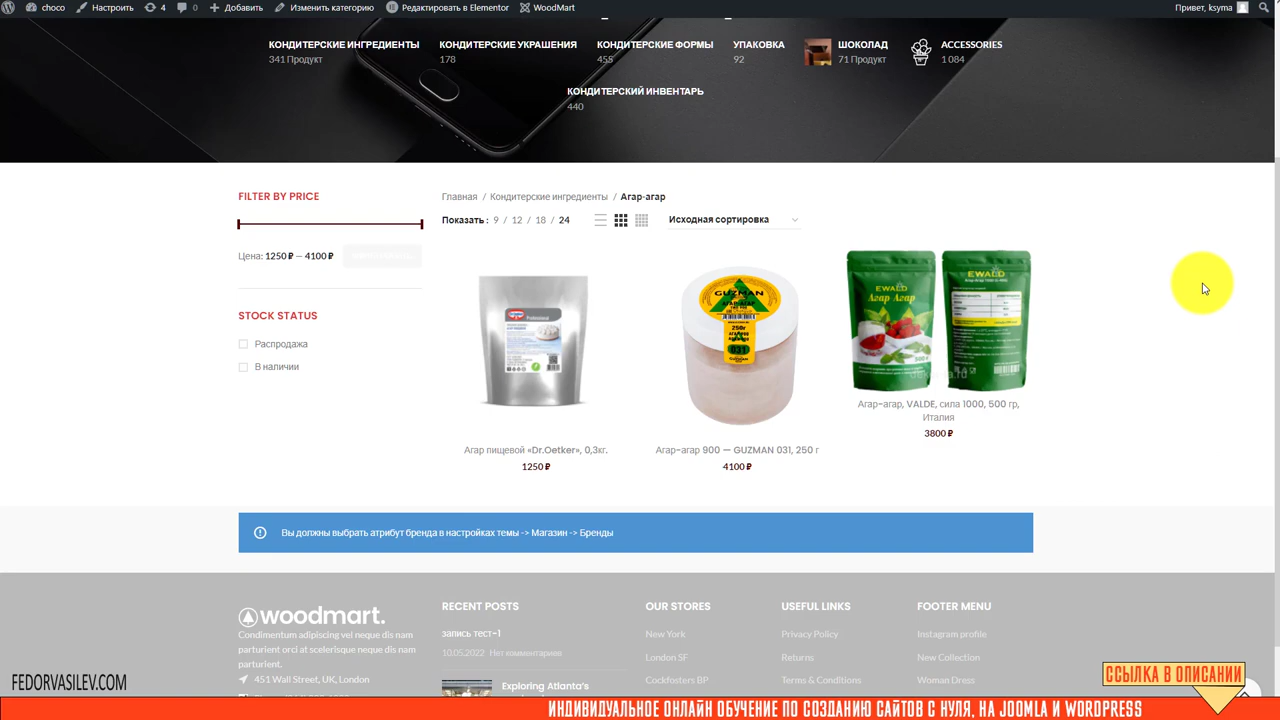 choco
Настроить
4
0
Добавить
Изменить категорию
Редактировать в Elementor
WoodMart
Привет, ksyma
КОНДИТЕРСКИЕ ИНГРЕДИЕНТЫ
341 Продукт
КОНДИТЕРСКИЕ УКРАШЕНИЯ
178
КОНДИТЕРСКИЕ ФОРМЫ
455
УПАКОВКА
92
ШОКОЛАД
71 Продукт
ACCESSORIES
1 084
КОНДИТЕРСКИЙ ИНВЕНТАРЬ
440
FILTER BY PRICE
Цена: 1250 ₽ — 4100 ₽
STOCK STATUS
Распродажа
В наличии
Главная / Кондитерские ингредиенты / Агар-агар
Показать : 9 / 12 / 18 / 24
Исходная сортировка
GUZMAN
250г
031
EWALD
Агар Агар
EWALD
Агар пищевой «Dr.Oetker», 0,3кг.
1250 ₽
Агар-агар 900 — GUZMAN 031, 250 г
4100 ₽
Агар-агар, VALDE, сила 1000, 500 гр,
Италия
3800 ₽
Вы должны выбрать атрибут бренда в настройках темы -> Магазин -> Бренды
woodmart.
Condimentum adipiscing vel neque dis nam
parturient orci at scelerisque neque dis nam
parturient.
451 Wall Street, UK, London
RECENT POSTS
запись тест-1
10.05.2022 Нет комментариев
Exploring Atlanta's
OUR STORES
New York
London SF
Cockfosters BP
USEFUL LINKS
Privacy Policy
Returns
Terms & Conditions
FOOTER MENU
Instagram profile
New Collection
Woman Dress
FEDORVASILEV.COM
ССЫЛКА В ОПИСАНИИ
ИНДИВИДУАЛЬНОЕ ОНЛАЙН ОБУЧЕНИЕ ПО СОЗДАНИЮ САЙТОВ С НУЛЯ, НА JOOMLA И WORDPRESS